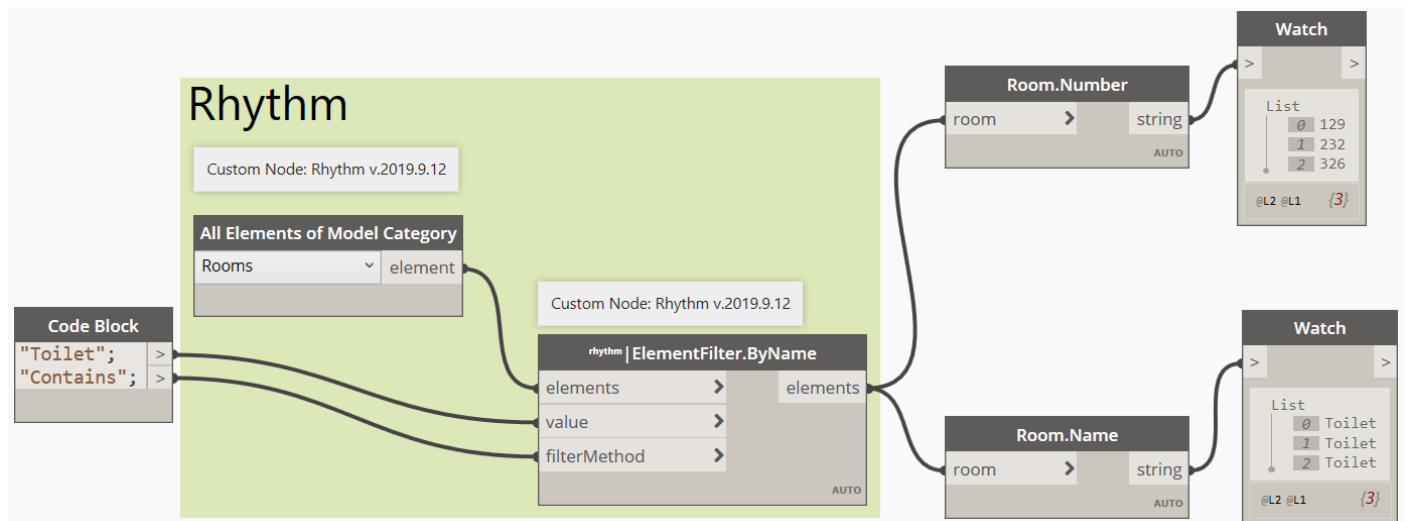 Rhythm
Custom Node: Rhythm v.2019.9.12
All Elements of Model Category
Rooms
element
Code Block
"Toilet"; >
"Contains"; >
Custom Node: Rhythm v.2019.9.12
rhythm|ElementFilter.ByName
elements > elements
value >
filterMethod >
AUTO
Room.Number
room > string
AUTO
Watch
> >
List
0 129
1 232
2 326
@L2 @L1 {3}
Room.Name
room > string
AUTO
Watch
> >
List
0 Toilet
1 Toilet
2 Toilet
@L2 @L1 {3}